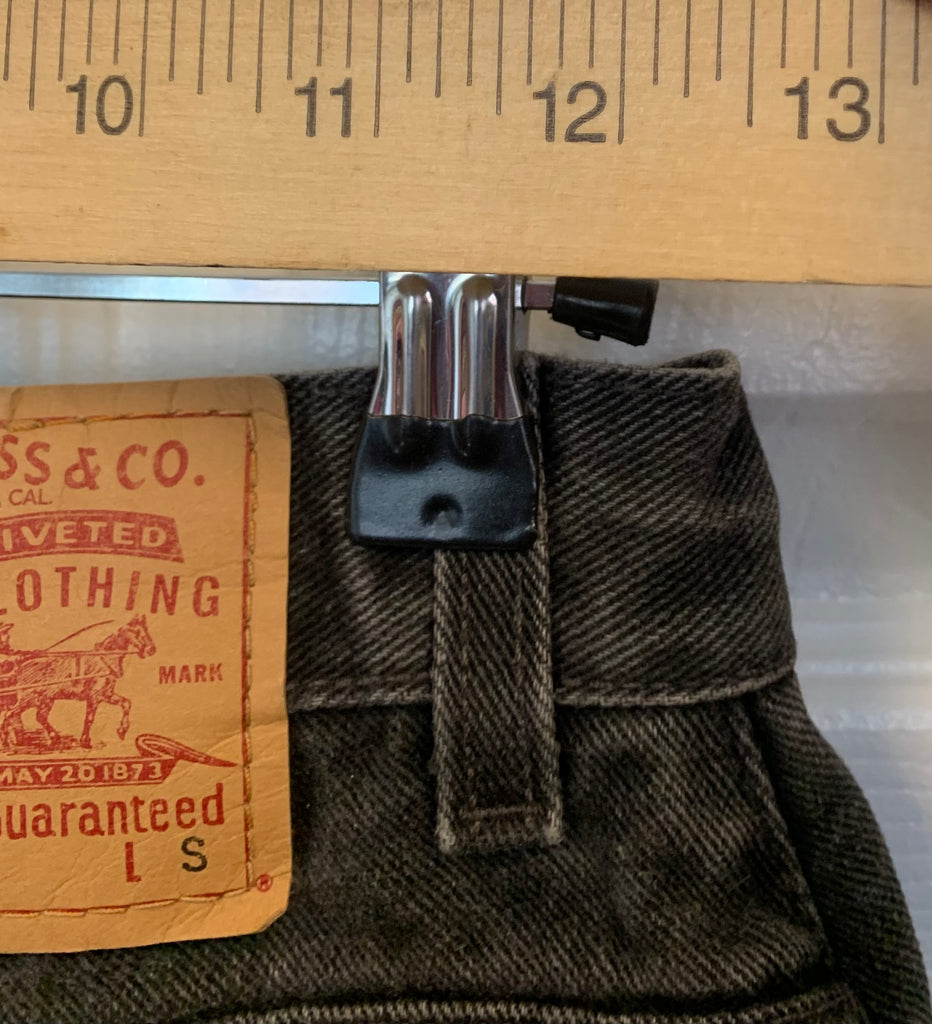 10 11 12 13
SS & CO.
CAL.
IVETED
LOTHING
MARK
MAY 20 1873
uaranteed
L S
®